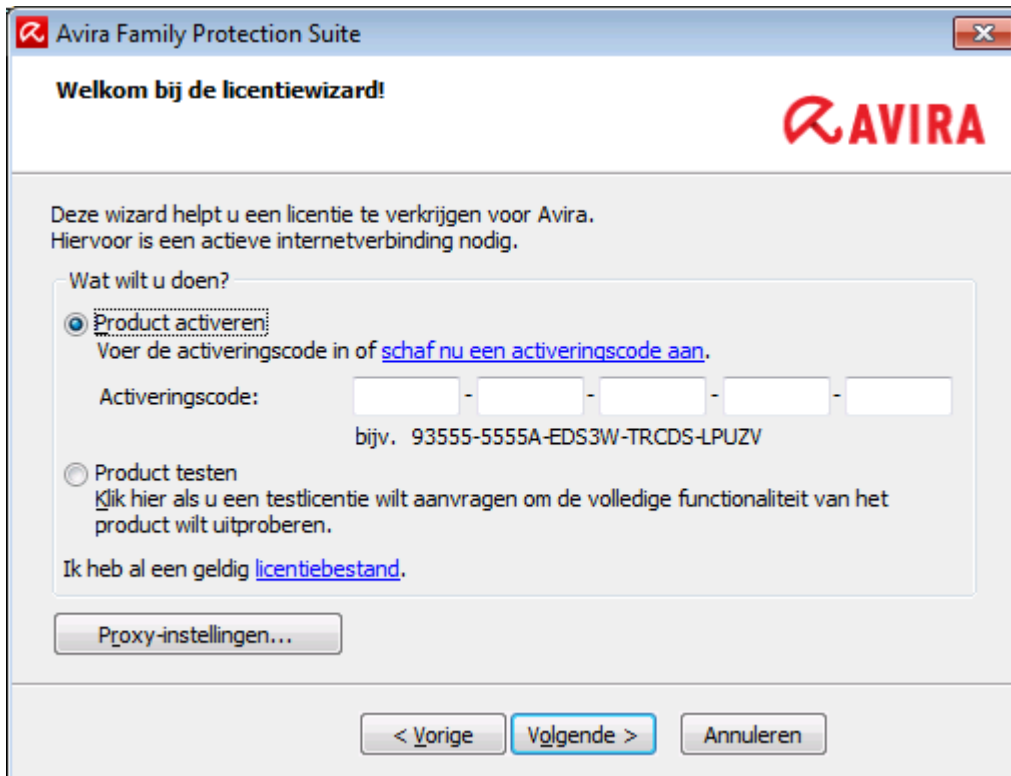 Avira Family Protection Suite
Welkom bij de licentiewizard!
AVIRA
Deze wizard helpt u een licentie te verkrijgen voor Avira.
Hiervoor is een actieve internetverbinding nodig.
Wat wilt u doen?
Product activeren
Voer de activeringscode in of schaf nu een activeringscode aan.
Activeringscode: - - - -
bijv. 93555-5555A-EDS3W-TRCDS-LPUZV
Product testen
Klik hier als u een testlicentie wilt aanvragen om de volledige functionaliteit van het
product wilt uitproberen.
Ik heb al een geldig licentiebestand.
Proxy-instellingen...
< Vorige Volgende > Annuleren